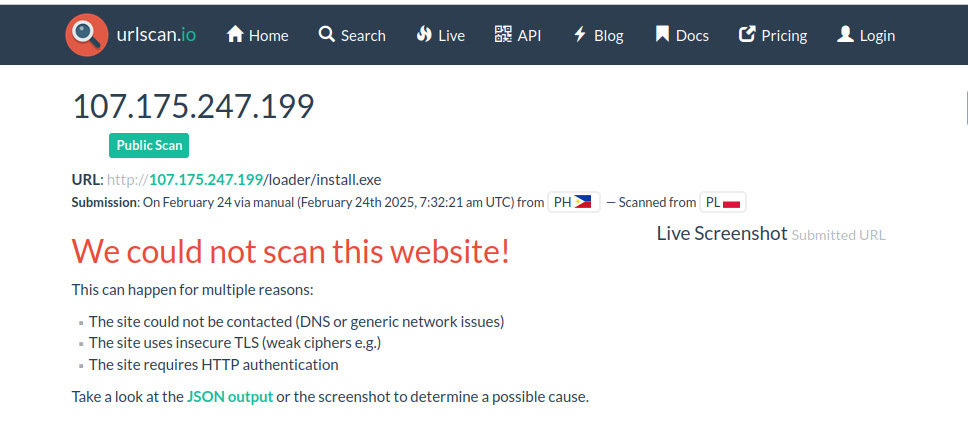 urlscan.io Home Search Live API Blog Docs Pricing Login
107.175.247.199
Public Scan
URL: http://107.175.247.199/loader/install.exe
Submission: On February 24 via manual (February 24th 2025, 7:32:21 am UTC) from PH — Scanned from PL
We could not scan this website!
Live Screenshot Submitted URL
This can happen for multiple reasons:
The site could not be contacted (DNS or generic network issues)
The site uses insecure TLS (weak ciphers e.g.)
The site requires HTTP authentication
Take a look at the JSON output or the screenshot to determine a possible cause.